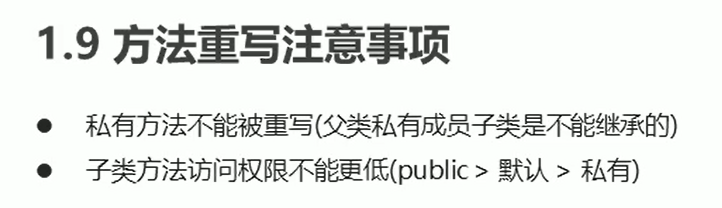 1.9 方法重写注意事项
● 私有方法不能被重写(父类私有成员子类是不能继承的)
● 子类方法访问权限不能更低(public > 默认 > 私有)